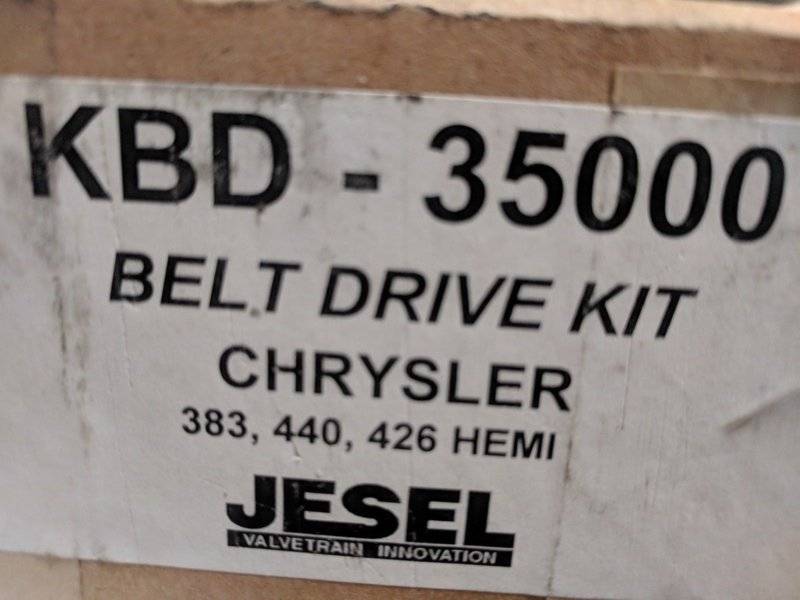 KBD - 35000
BELT DRIVE KIT
CHRYSLER
383, 440, 426 HEMI
JESEL
VALVETRAIN INNOVATION